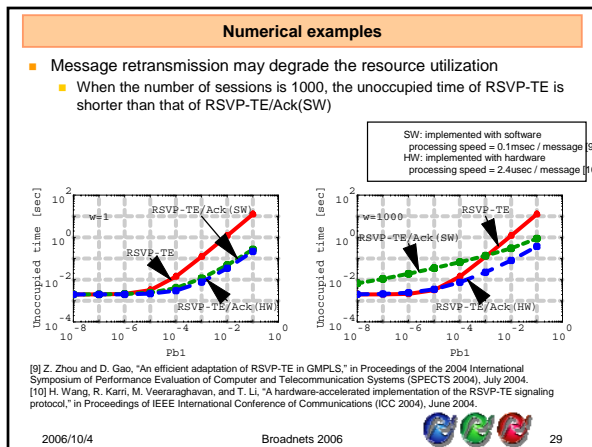 Numerical examples
Message retransmission may degrade the resource utilization
When the number of sessions is 1000, the unoccupied time of RSVP-TE is
shorter than that of RSVP-TE/Ack(SW)
SW: implemented with software
processing speed = 0.1msec / message [9
HW: implemented with hardware
processing speed = 2.4usec / message [10
Unoccupied time [sec]
10 2
10 0
10 -2
10 -4
w=1
RSVP-TE/Ack(SW)
RSVP-TE
RSVP-TE/Ack(HW)
10 -8
10 -6
10 -4
10 -2
10 0
Pb1
Unoccupied time [sec]
10 2
10 0
10 -2
10 -4
w=1000
RSVP-TE
RSVP-TE/Ack(SW)
RSVP-TE/Ack(HW)
10 -8
10 -6
10 -4
10 -2
10 0
Pb1
[9] Z. Zhou and D. Gao, “An efficient adaptation of RSVP-TE in GMPLS,” in Proceedings of the 2004 International
Symposium of Performance Evaluation of Computer and Telecommunication Systems (SPECTS 2004), July 2004.
[10] H. Wang, R. Karri, M. Veeraraghavan, and T. Li, “A hardware-accelerated implementation of the RSVP-TE signaling
protocol,” in Proceedings of IEEE International Conference of Communications (ICC 2004), June 2004.
2006/10/4
Broadnets 2006
29